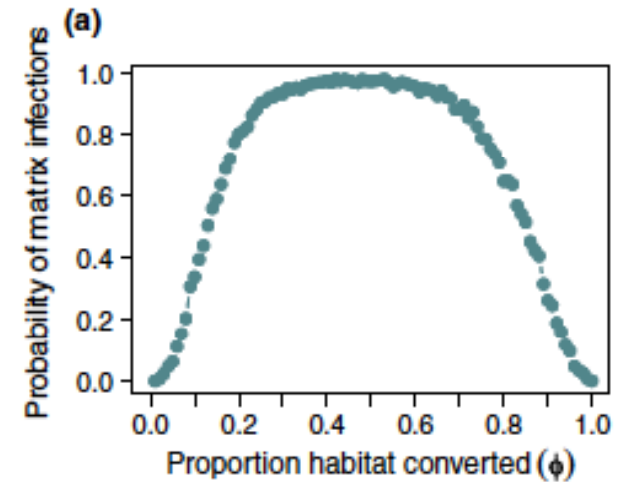 (a)
Probability of matrix infections
1.0
0.8
0.6
0.4
0.2
0.0
0.0 0.2 0.4 0.6 0.8 1.0
Proportion habitat converted (ϕ)